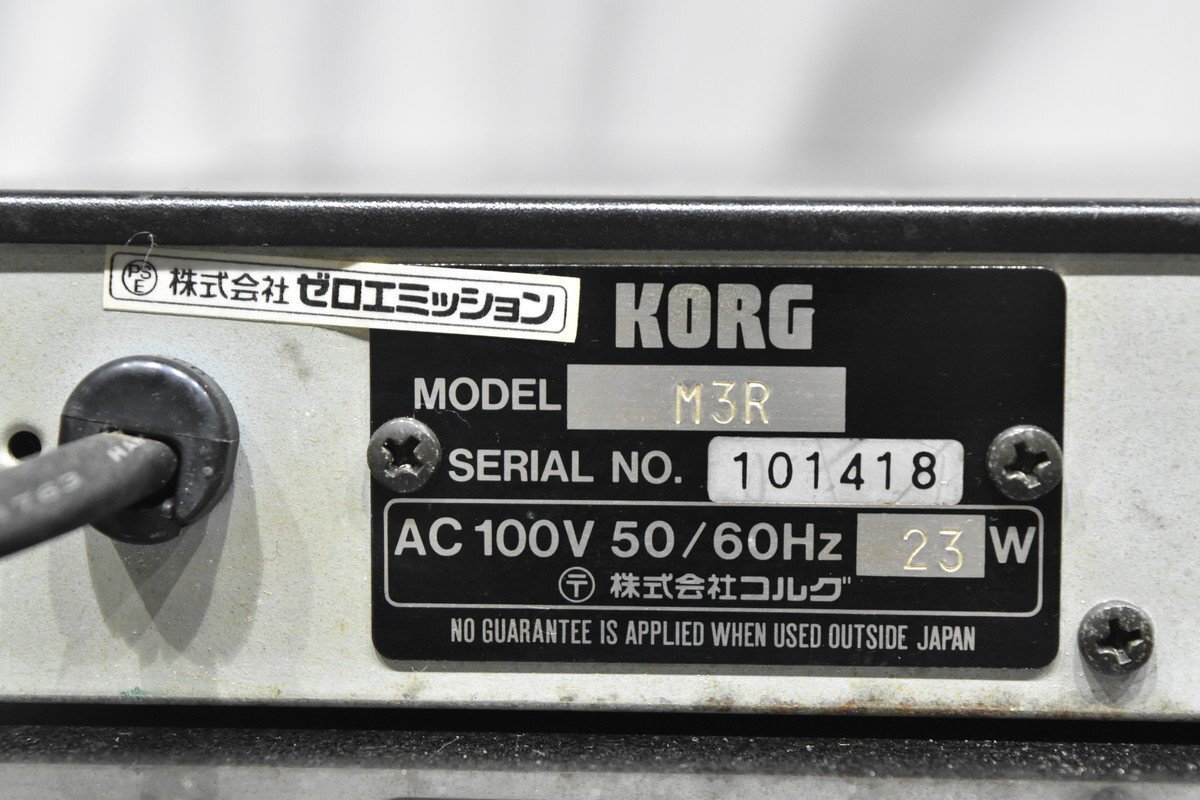 PS
E
株式会社 ゼロエミッション
KORG
MODEL M3R
SERIAL NO. 101418
AC 100V 50/60Hz 23 W
〒 株式会社コルグ
NO GUARANTEE IS APPLIED WHEN USED OUTSIDE JAPAN